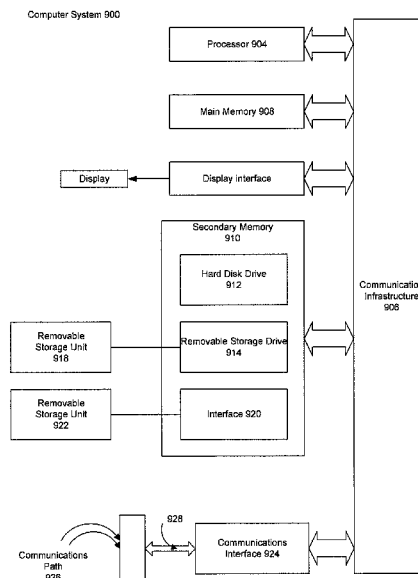 Computer System 900
Processor 904
Main Memory 908
Display
Display interface
Secondary Memory
910
Hard Disk Drive
912
Communication
Infrastructure
906
Removable
Storage Unit
918
Removable Storage Drive
914
Removable
Storage Unit
922
Interface 920
928
Communications
Path
926
Communications
Interface 924